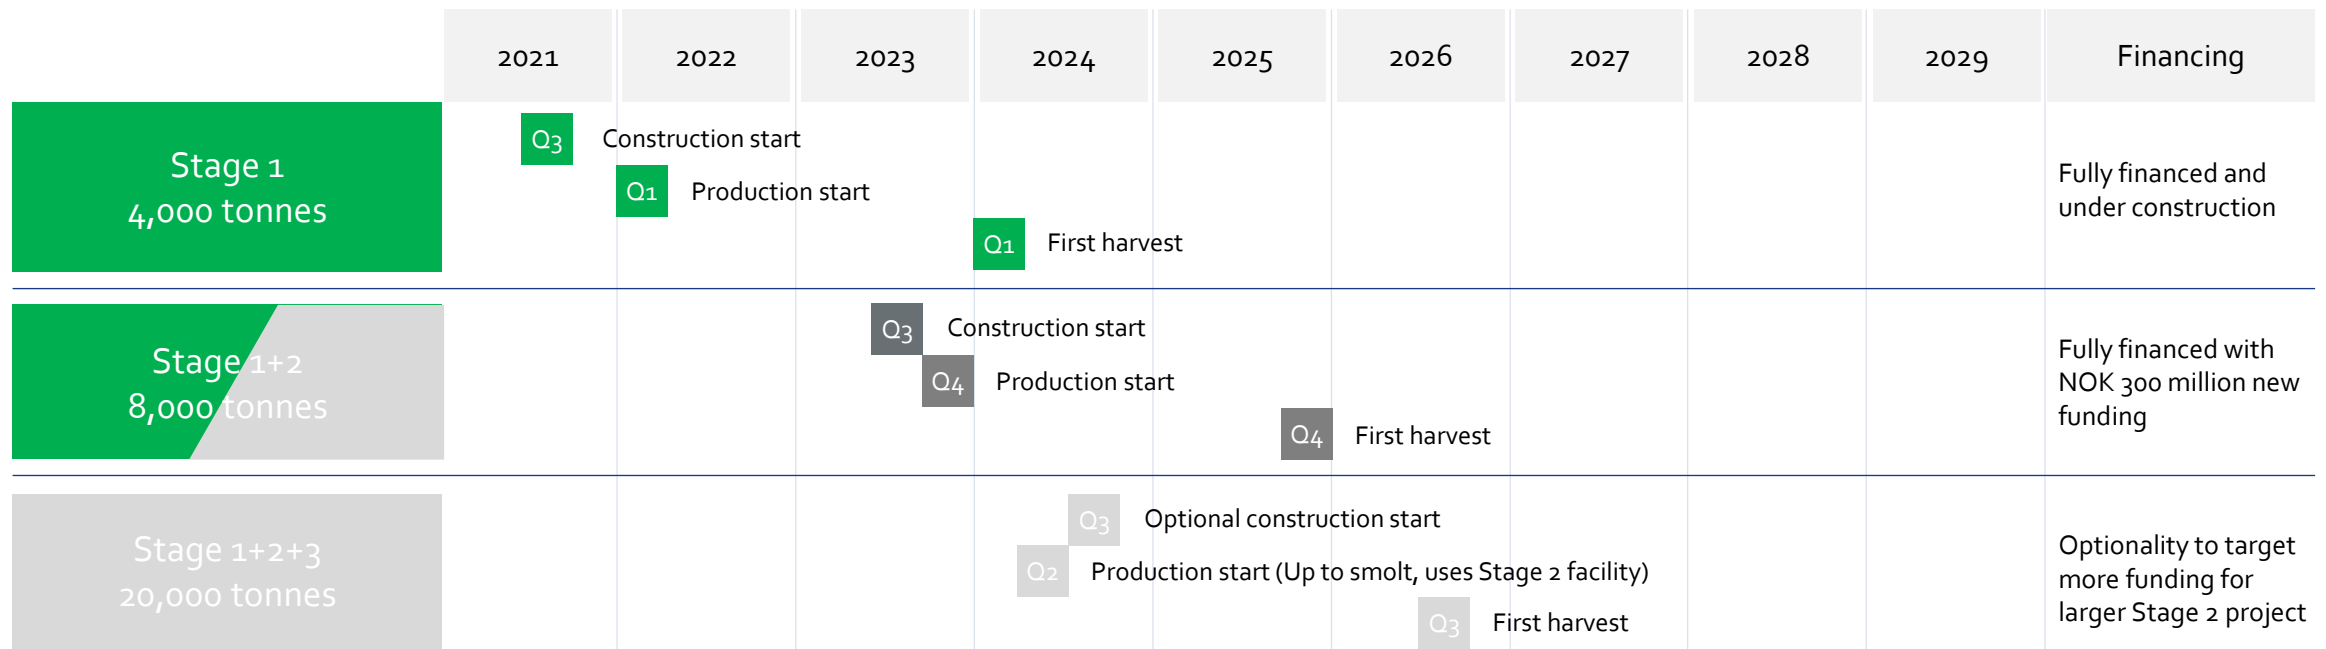 2021 2022 2023 2024 2025 2026 2027 2028 2029 Financing
Stage 1
4,000 tonnes
Q3 Construction start
Q1 Production start
Q1 First harvest
Fully financed and
under construction
Stage 1+2
8,000 tonnes
Q3 Construction start
Q4 Production start
Q4 First harvest
Fully financed with
NOK 300 million new
funding
Stage 1+2+3
20,000 tonnes
Q3 Optional construction start
Q2 Production start (Up to smolt, uses Stage 2 facility)
Q3 First harvest
Optionality to target
more funding for
larger Stage 2 project